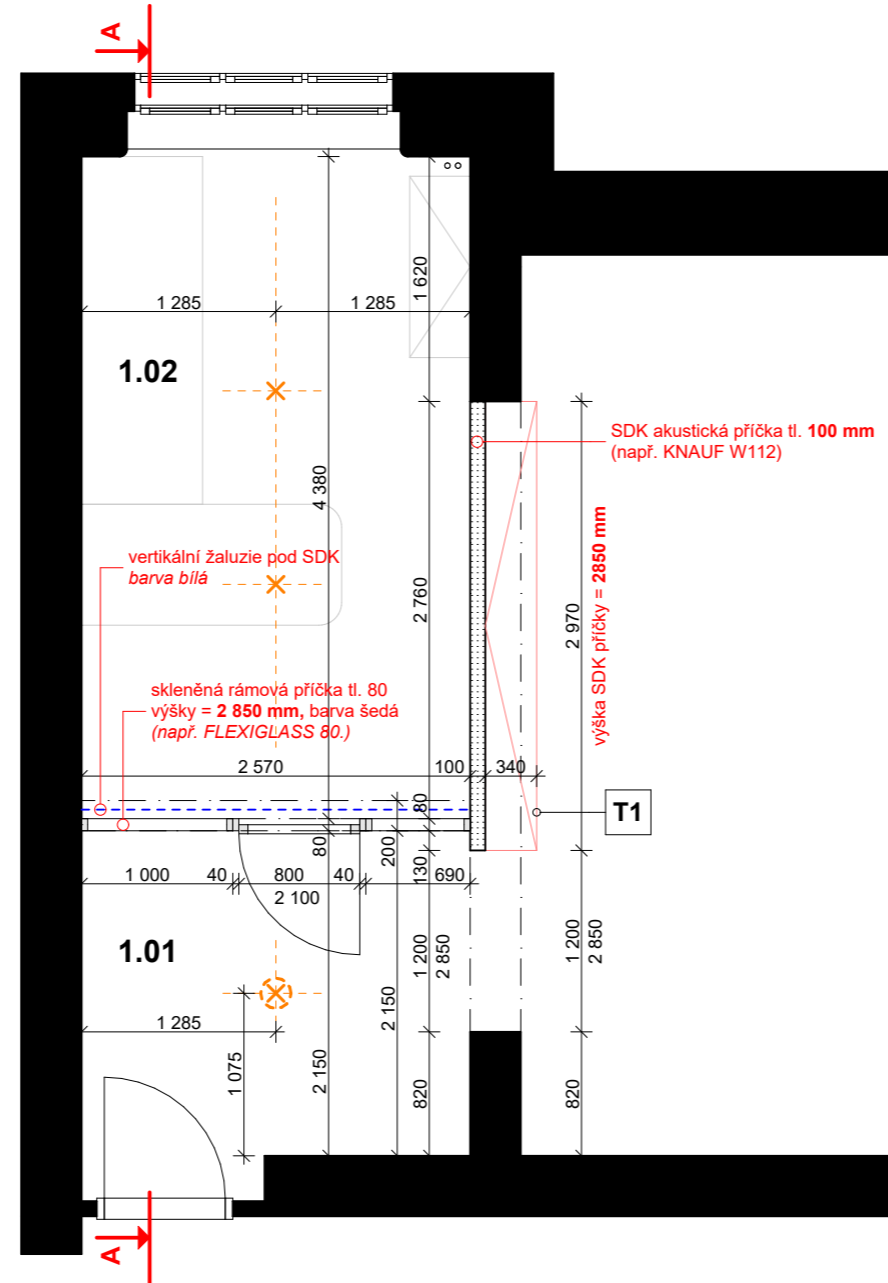 A
1 285
1 285
1 620
1.02
4 380
SDK akustická příčka tl. 100 mm
(např. KNAUF W112)
vertikální žaluzie pod SDK
barva bílá
2 760
2 970
výška SDK příčky = 2850 mm
skleněná rámová příčka tl. 80
výšky = 2 850 mm, barva šedá
(např. FLEXIGLASS 80.)
2 570
100
340
80
T1
80
200
130
1 000
40
800
40
690
2 100
1.01
1 200
2 850
1 200
2 850
1 285
2 150
1 075
2 150
820
820
A